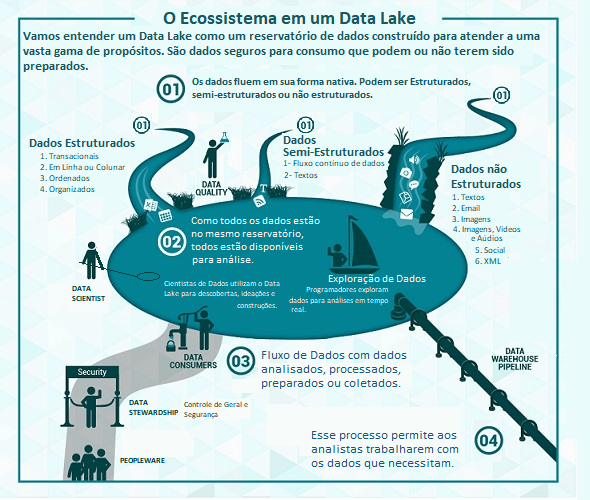 O Ecossistema em um Data Lake
Vamos entender um Data Lake como um reservatório de dados construído para atender a uma
vasta gama de propósitos. São dados seguros para consumo que podem ou não terem sido
preparados.
01
Os dados fluem em sua forma nativa. Podem ser Estruturados,
semi-estruturados ou não estruturados.
01
01
01
Dados Estruturados
1. Transacionais
2. Em Linha ou Colunar
3. Ordenados
4. Organizados
DATA
QUALITY
Dados
Semi-Estruturados
1- Fluxo contínuo de dados
2- Textos
Dados não
Estruturados
1. Textos
2. Email
3. Imagens
4. Imagens, Vídeos
e Aúdios
5. Social
6. XML
02
Como todos os dados estão
no mesmo reservatório,
todos estão disponíveis
para análise.
DATA
SCIENTIST
Cientistas de Dados utilizam o Data
Lake para descobertas, ideações e
construções.
Exploração de Dados
Programadores exploram
dados para análises em tempo
real.
DATA
CONSUMERS
03
Fluxo de Dados com dados
analisados, processados,
preparados ou coletados.
DATA
WAREHOUSE
PIPELINE
Security
DATA
STEWARDSHIP
Controle de Geral e
Segurança
PEOPLEWARE
Esse processo permite aos
analistas trabalharem com
os dados que necessitam.
04